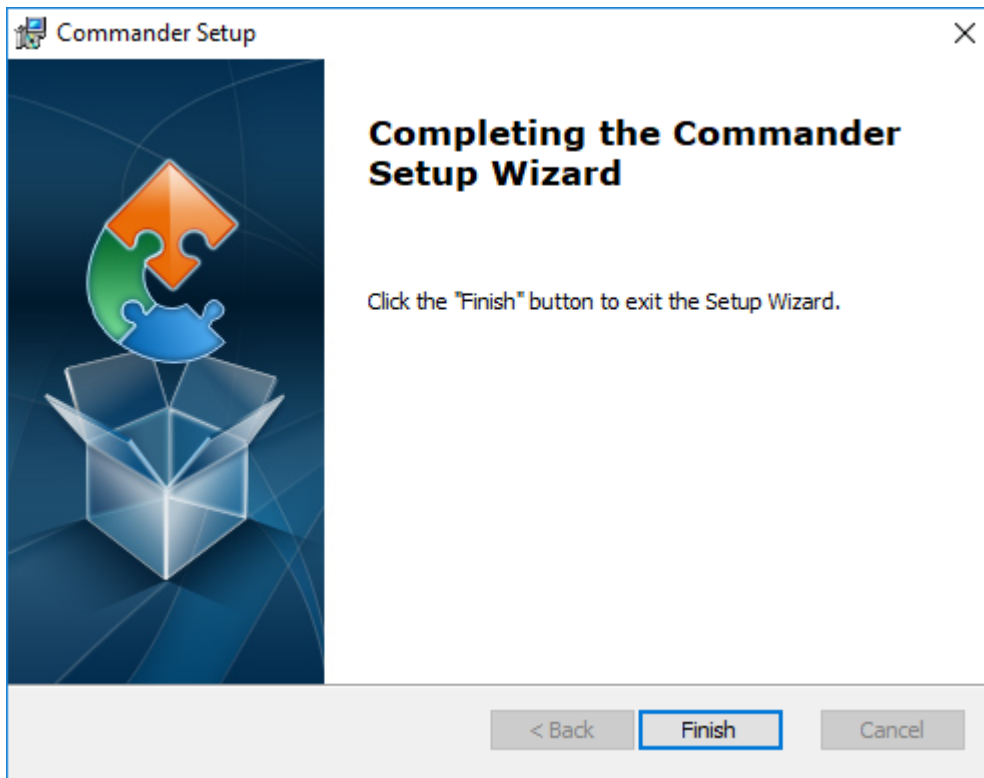 Commander Setup
Completing the Commander
Setup Wizard
Click the "Finish" button to exit the Setup Wizard.
< Back
Finish
Cancel